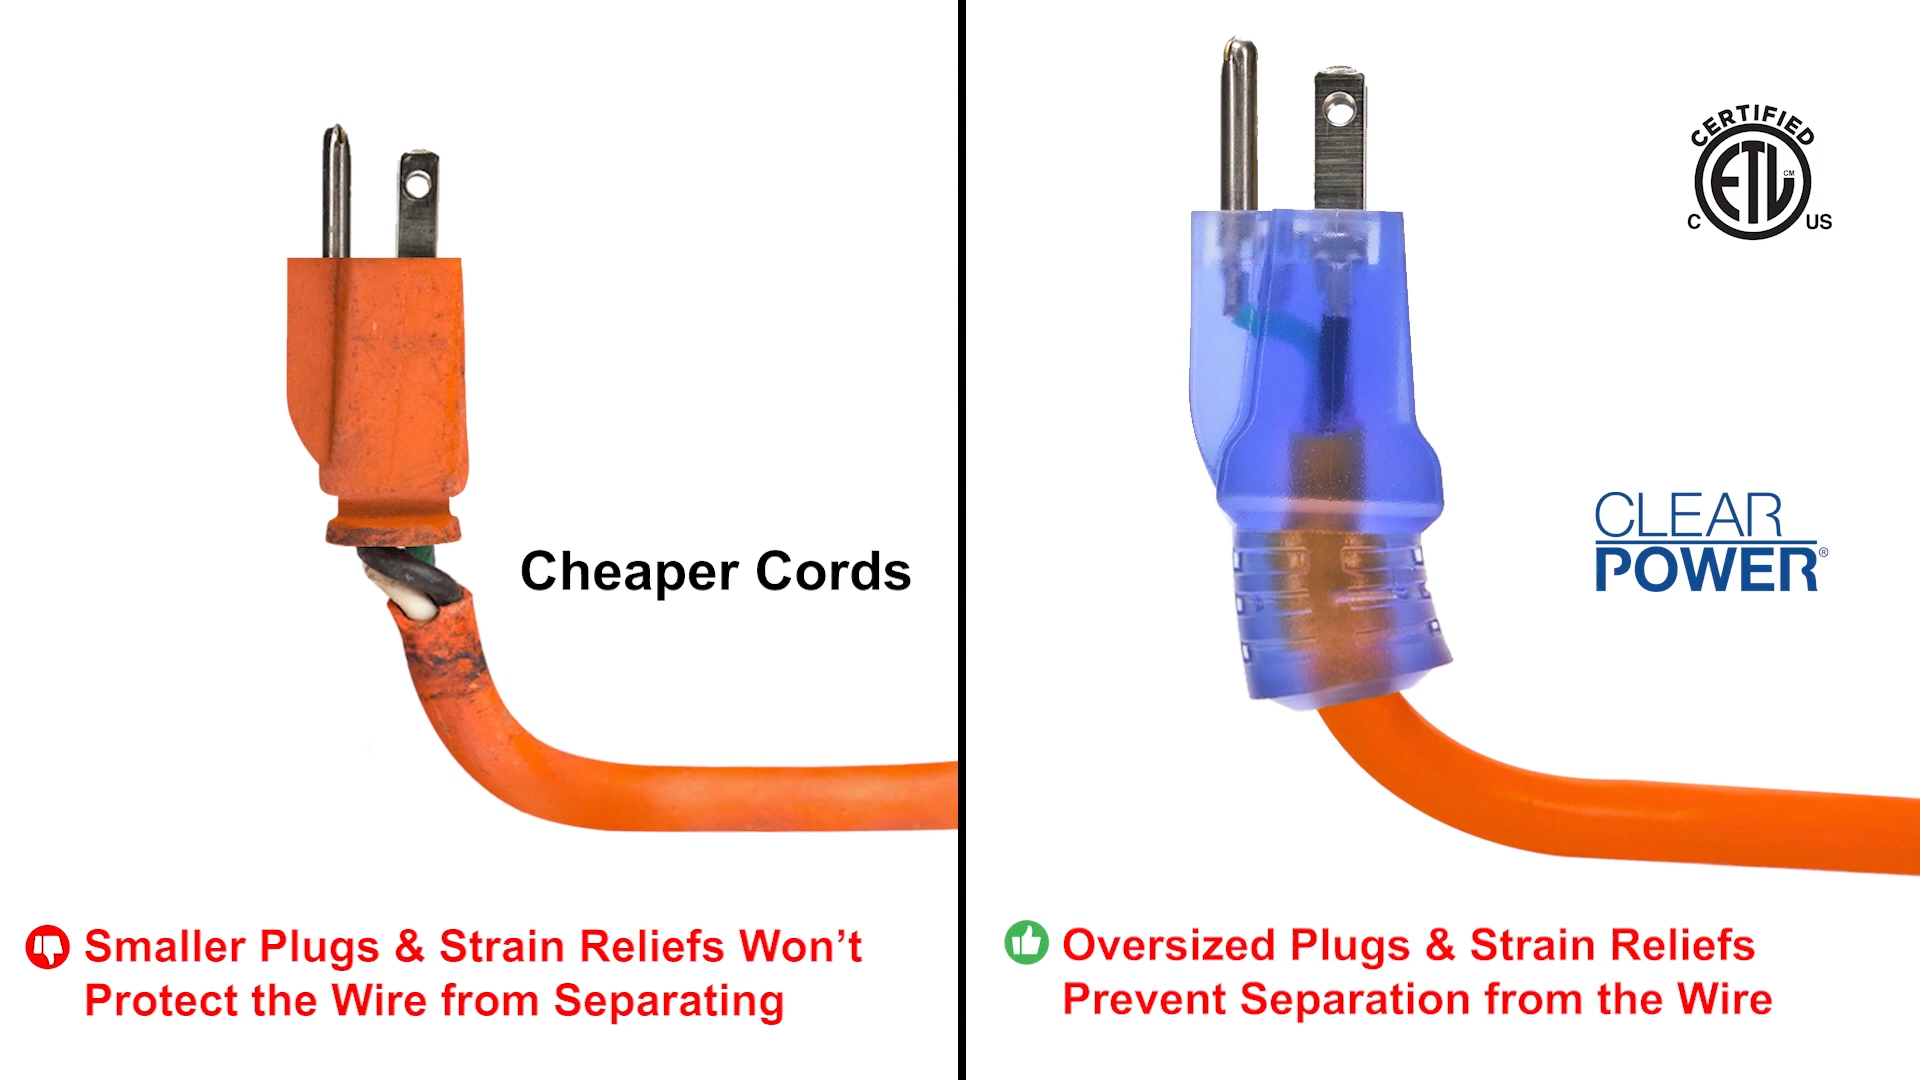 Cheaper Cords
Smaller Plugs & Strain Reliefs Won’t
Protect the Wire from Separating
CERTIFIED
ETL CM
C US
CLEAR
POWER®
Oversized Plugs & Strain Reliefs
Prevent Separation from the Wire